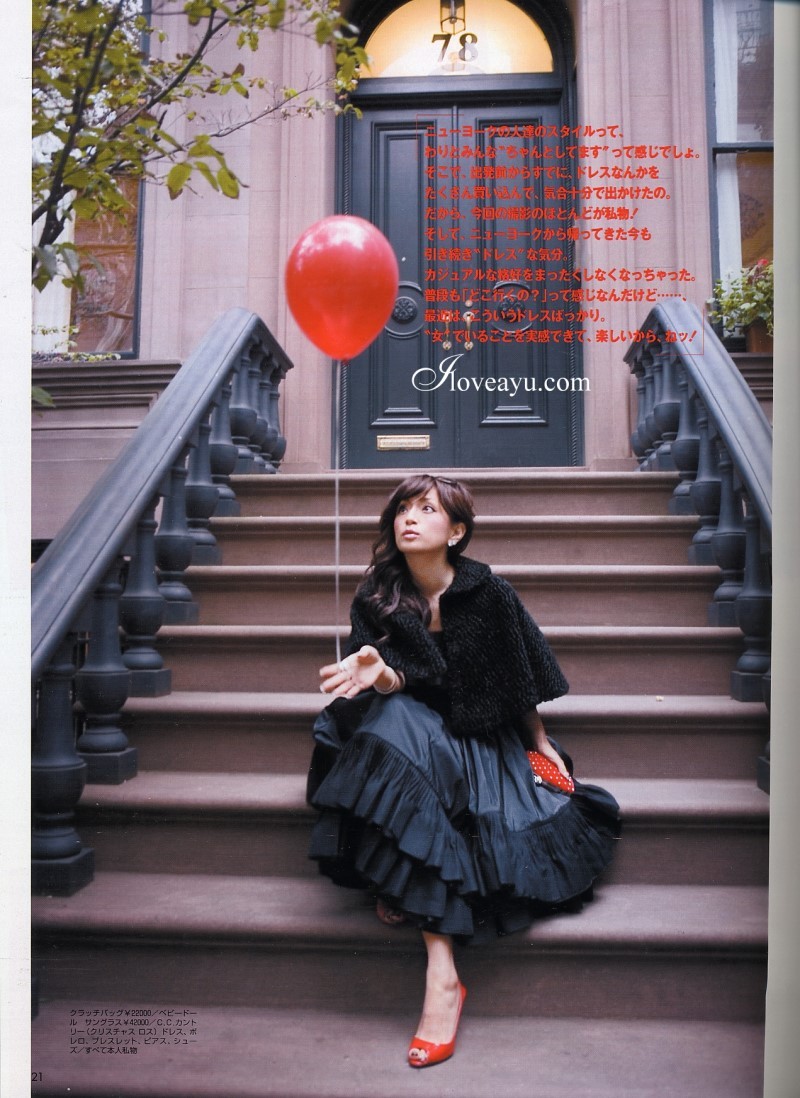 78
ニューヨークの人達のスタイルって、
わりとみんな“ちゃんとしてます”って感じでしょ。
そこで、出発前からすでに、ドレスなんかを
たくさん買い込んで、気合十分で出かけたの。
だから、今回の撮影のほとんどが私物！
そして、ニューヨークから帰ってきた今も
引き続き“ドレス”な気分。
カジュアルな格好をまったくしなくなっちゃった。
普段も「どこ行くの？」って感じなんだけど……、
最近は、こういうドレスばっかり。
“女”でいることを実感できて、楽しいから、ねッ！
Iloveayu.com
クラッチバッグ￥22000／ベビードー
ル サングラス￥42000／C.C.カント
リー（クリスチャス ロス） ドレス、ボ
レロ、ブレスレット、ピアス、シュー
ズ／すべて本人私物
21